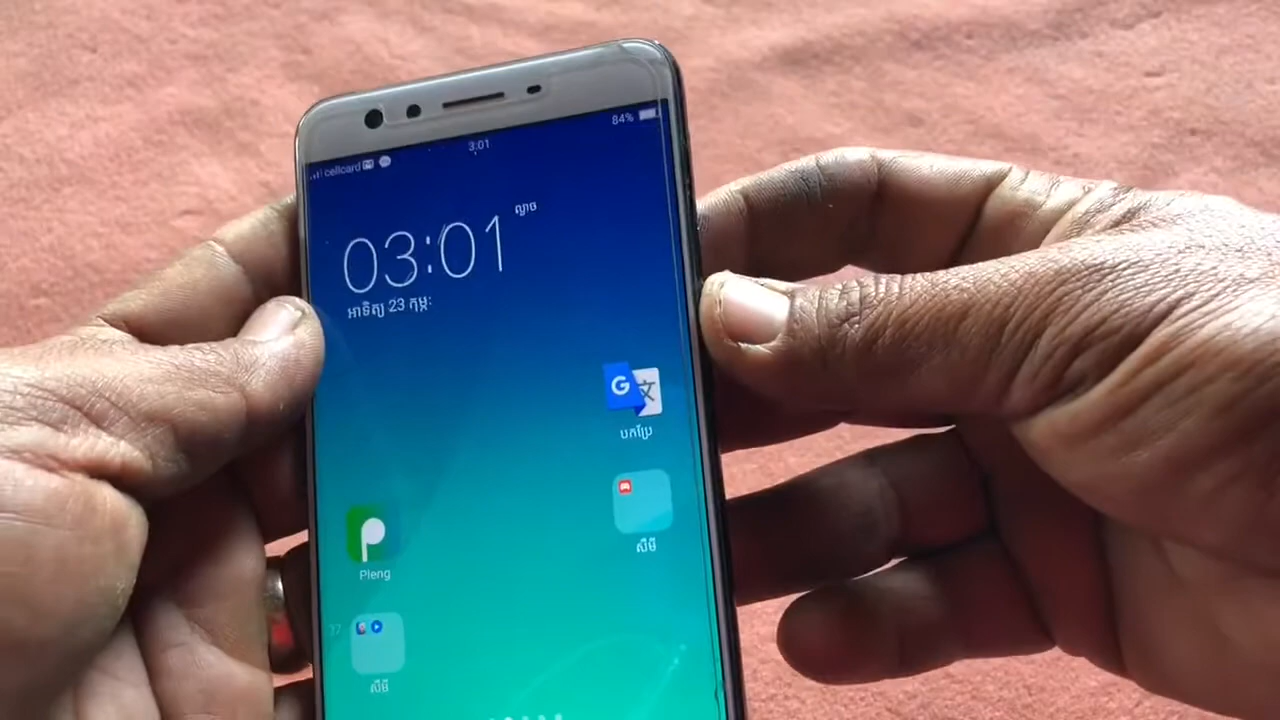 84%
3:01
cellcard
ល្ងាច
03:01
អាទិត្យ 23 កុម្ភៈ
G 文
បកប្រែ
ស៊ីមី
Pleng
ស៊ីមី